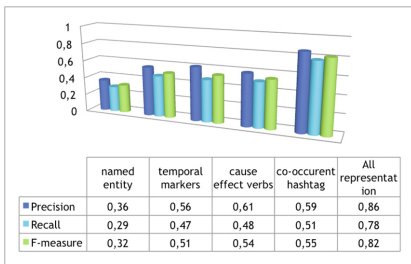 1
0,8
0,6
0,4
0,2
0
named entity
temporal markers
cause effect verbs
co-occurent hashtag
All representat ion
Precision 0,36 0,56 0,61 0,59 0,86
Recall 0,29 0,47 0,48 0,51 0,78
F-measure 0,32 0,51 0,54 0,55 0,82